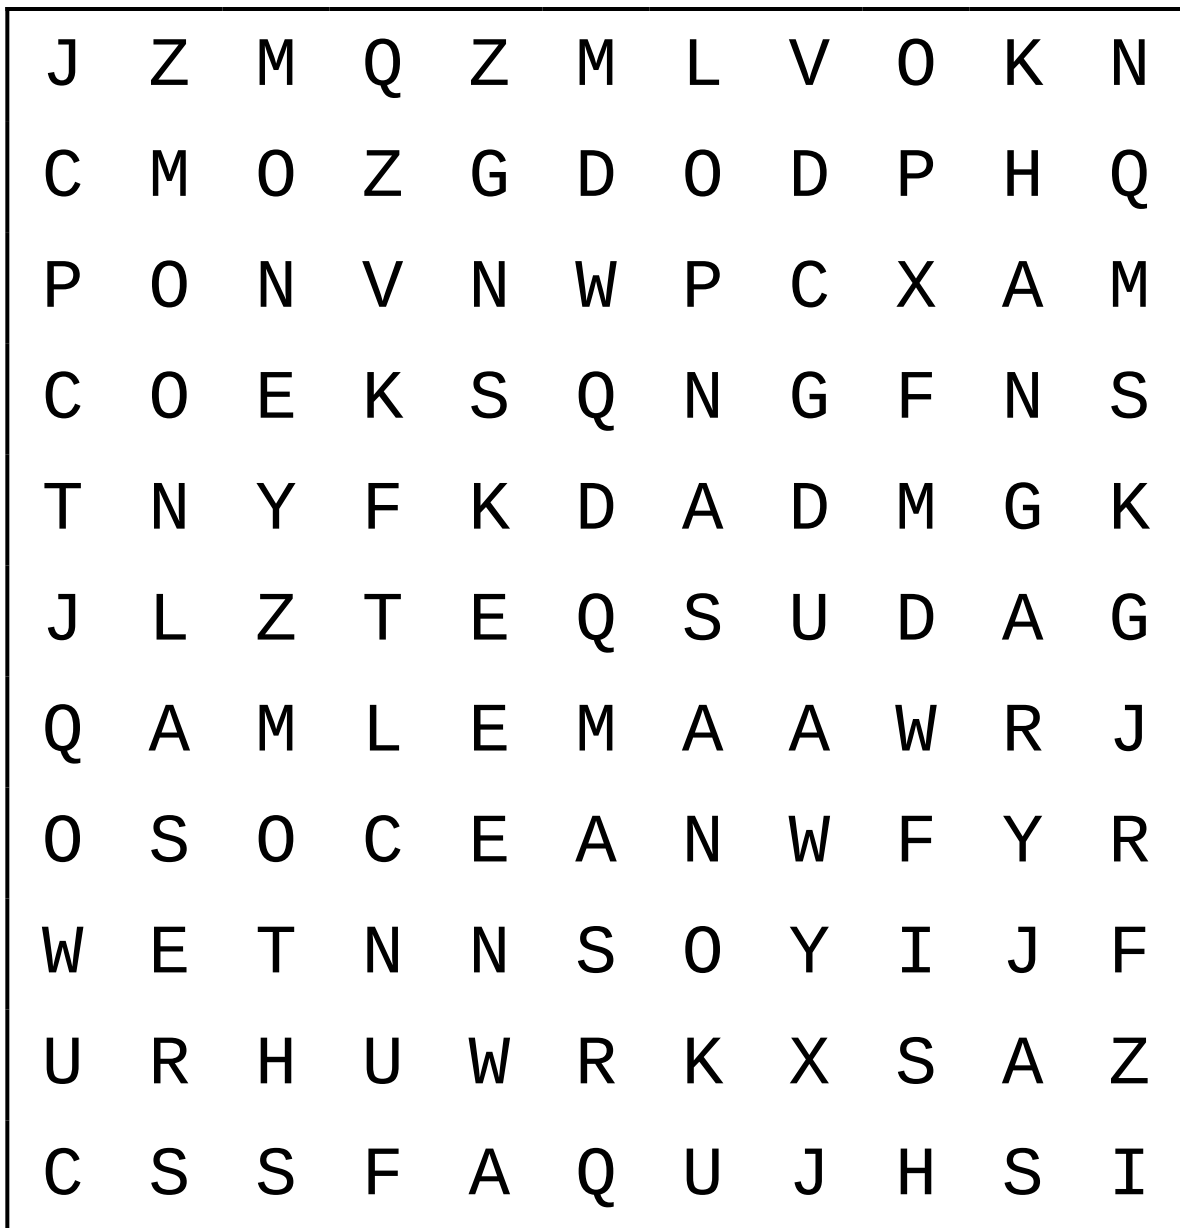 J Z M Q Z M L V O K N
C M O Z G D O D P H Q
P O N V N W P C X A M
C O E K S Q N G F N S
T N Y F K D A D M G K
J L Z T E Q S U D A G
Q A M L E M A A W R J
O S O C E A N W F Y R
W E T N N S O Y I J F
U R H U W R K X S A Z
C S S F A Q U J H S I